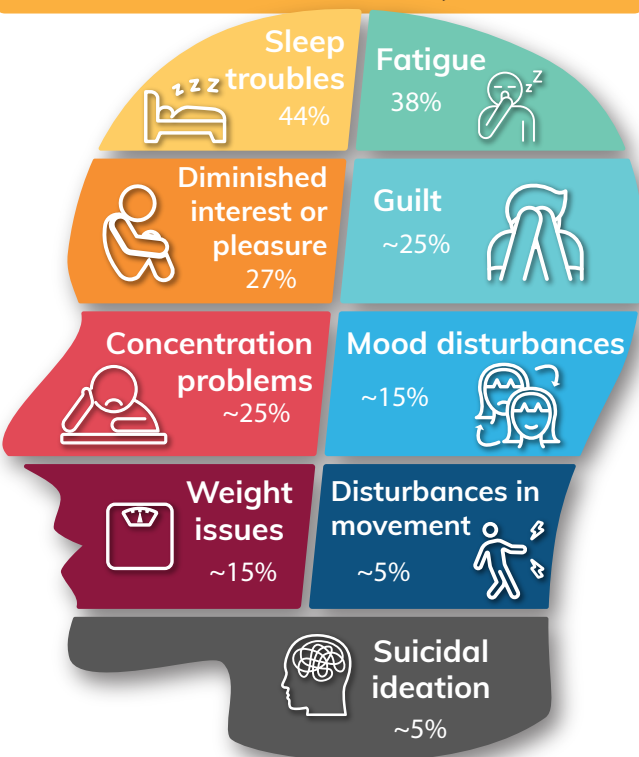 Sleep
troubles
44%
Fatigue
38%
Diminished
interest or
pleasure
27%
Guilt
~25%
Concentration
problems
~25%
Mood disturbances
~15%
Weight
issues
~15%
Disturbances in
movement
~5%
Suicidal
ideation
~5%